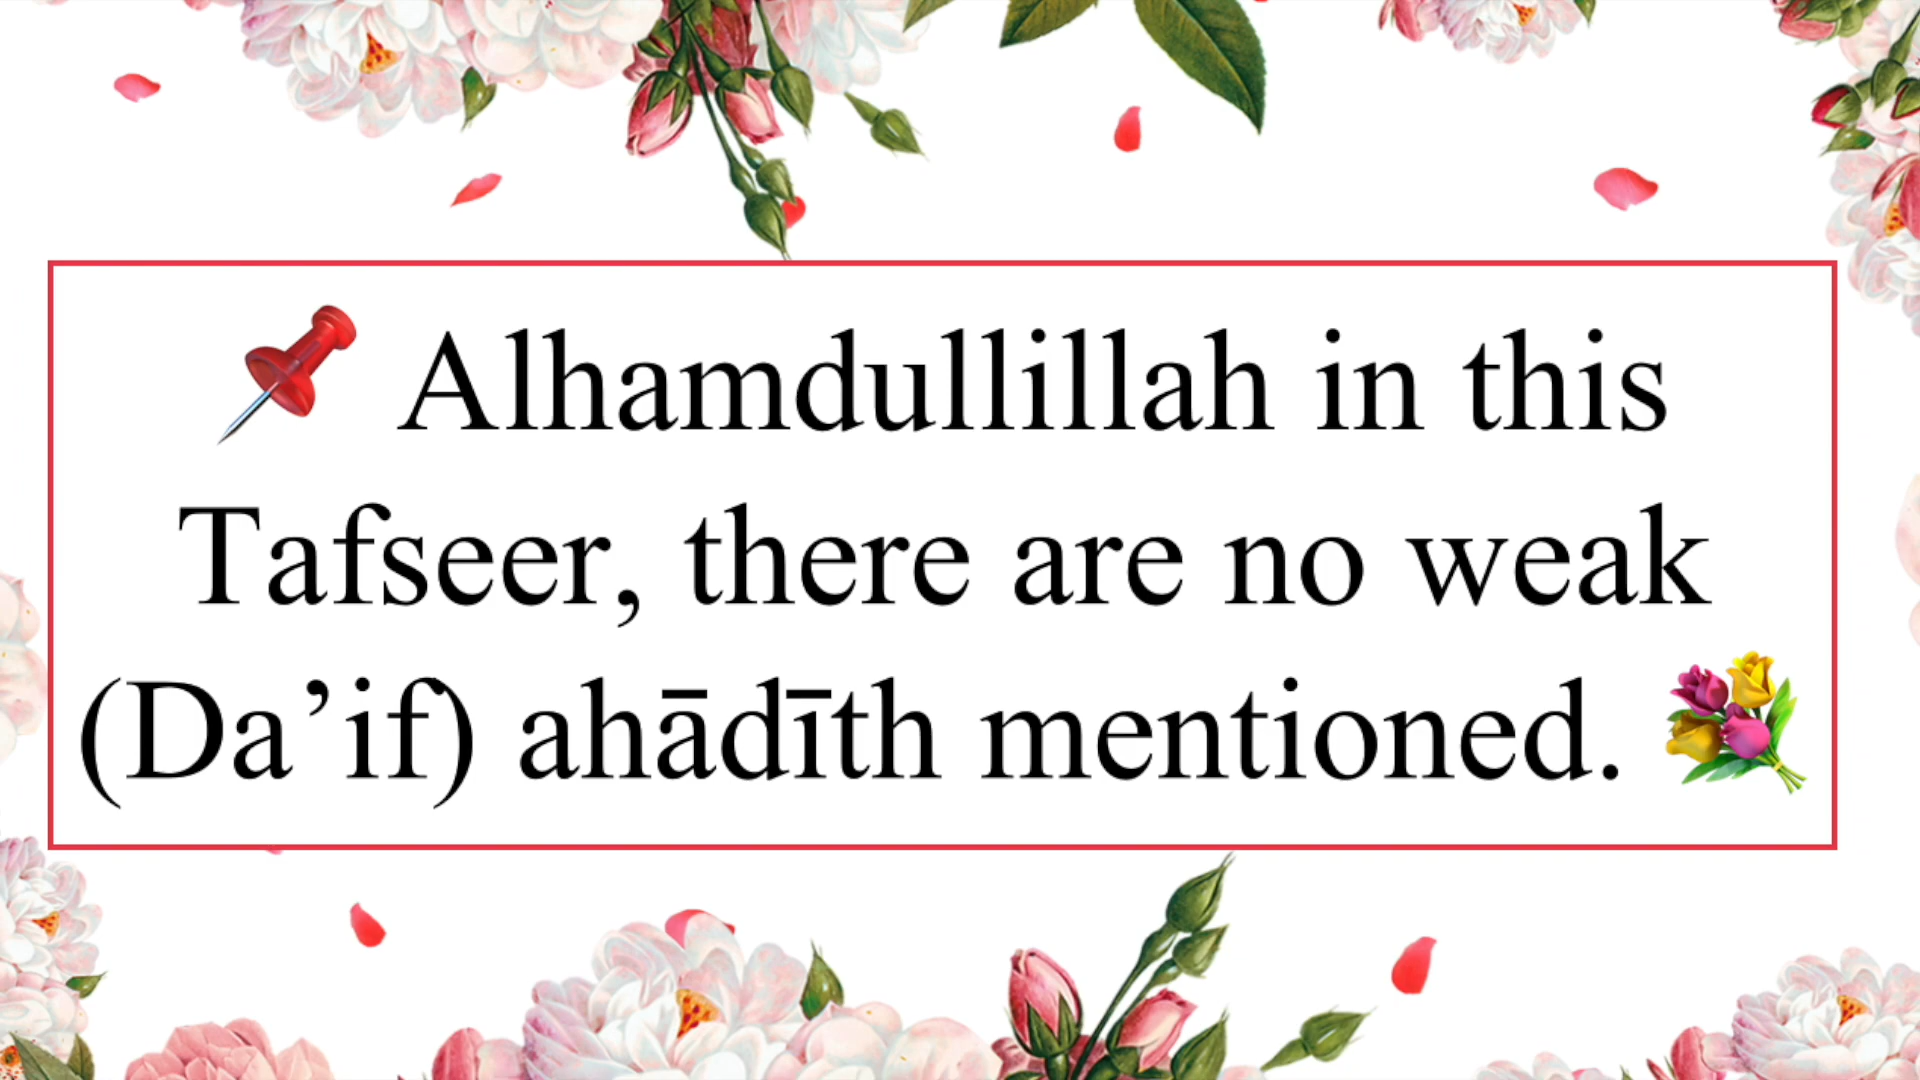 📌 Alhamdullillah in this
Tafseer, there are no weak
(Da’if) ahādīth mentioned. 💐